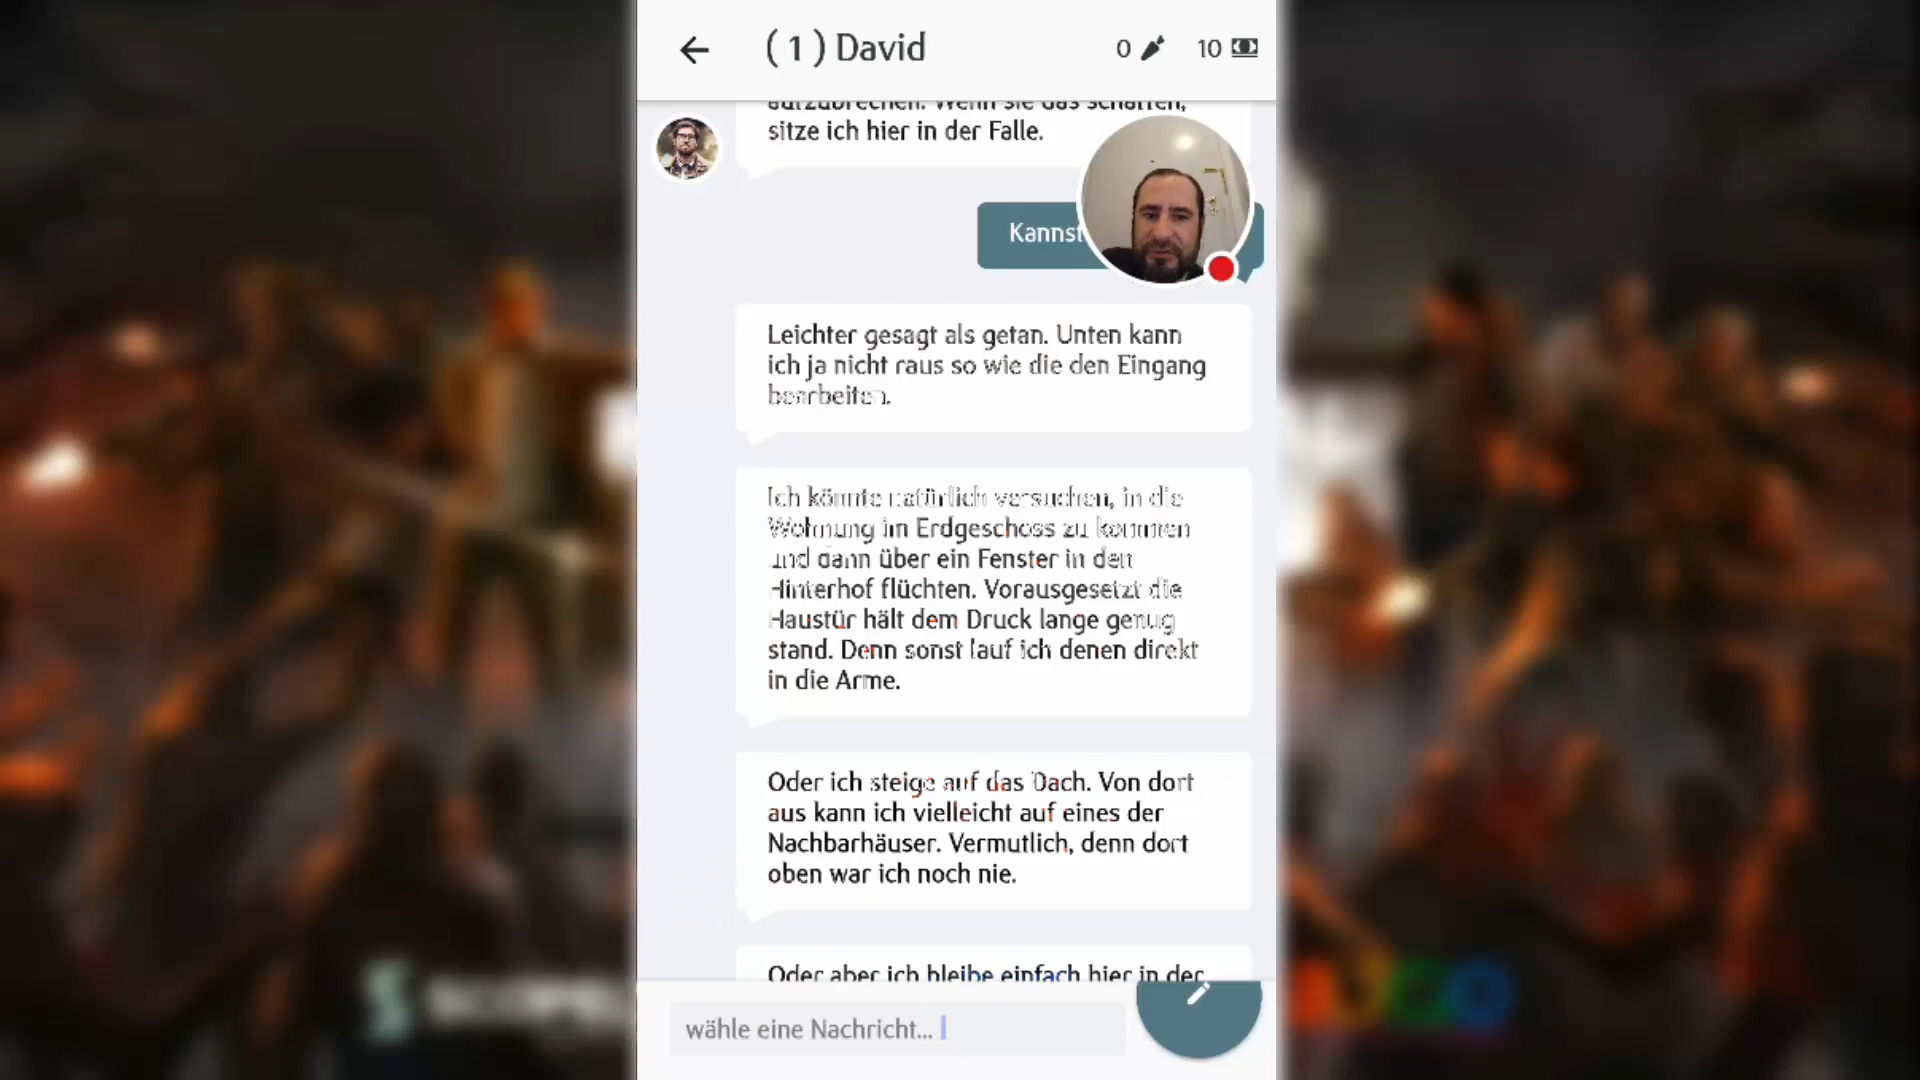 ( 1 ) David
0
10
aufzubrechen. Wenn sie das schaffen,
sitze ich hier in der Falle.
Kannst
Leichter gesagt als getan. Unten kann
ich ja nicht raus so wie die den Eingang
bearbeiten.
Ich könnte natürlich versuchen, in die
Wohnung im Erdgeschoss zu kommen
und dann über ein Fenster in den
Hinterhof flüchten. Vorausgesetzt die
Haustür hält dem Druck lange genug
stand. Denn sonst lauf ich denen direkt
in die Arme.
Oder ich steige auf das Dach. Von dort
aus kann ich vielleicht auf eines der
Nachbarhäuser. Vermutlich, denn dort
oben war ich noch nie.
Oder aber ich bleibe einfach hier in der
wähle eine Nachricht...